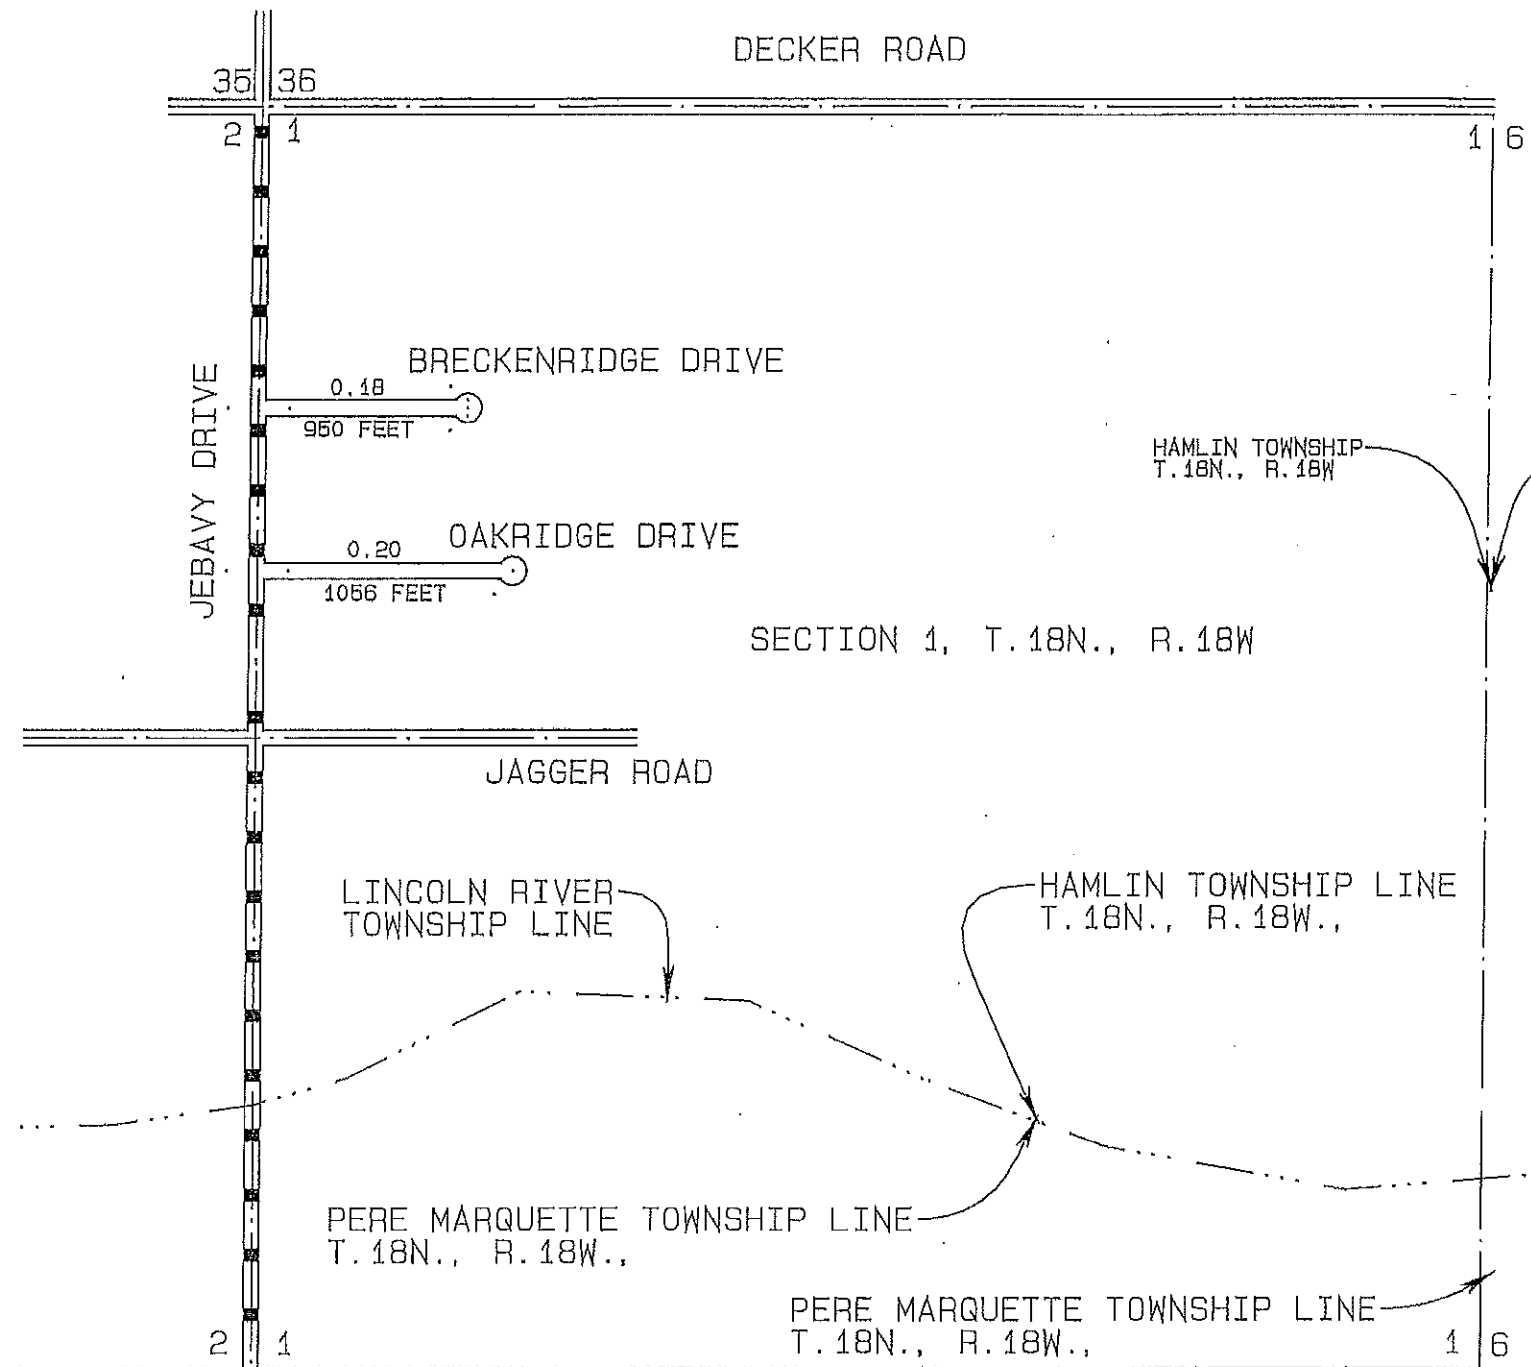 DECKER ROAD
35 36
2 1
1 6
BRECKENRIDGE DRIVE
0.18
950 FEET
JEBAVY DRIVE
HAMLIN TOWNSHIP
T.18N., R.18W
OAKRIDGE DRIVE
0.20
1056 FEET
SECTION 1, T.18N., R.18W
JAGGER ROAD
LINCOLN RIVER
TOWNSHIP LINE
HAMLIN TOWNSHIP LINE
T.18N., R.18W.,
PERE MARQUETTE TOWNSHIP LINE
T.18N., R.18W.,
PERE MARQUETTE TOWNSHIP LINE
T.18N., R.18W.,
2 1
1 6